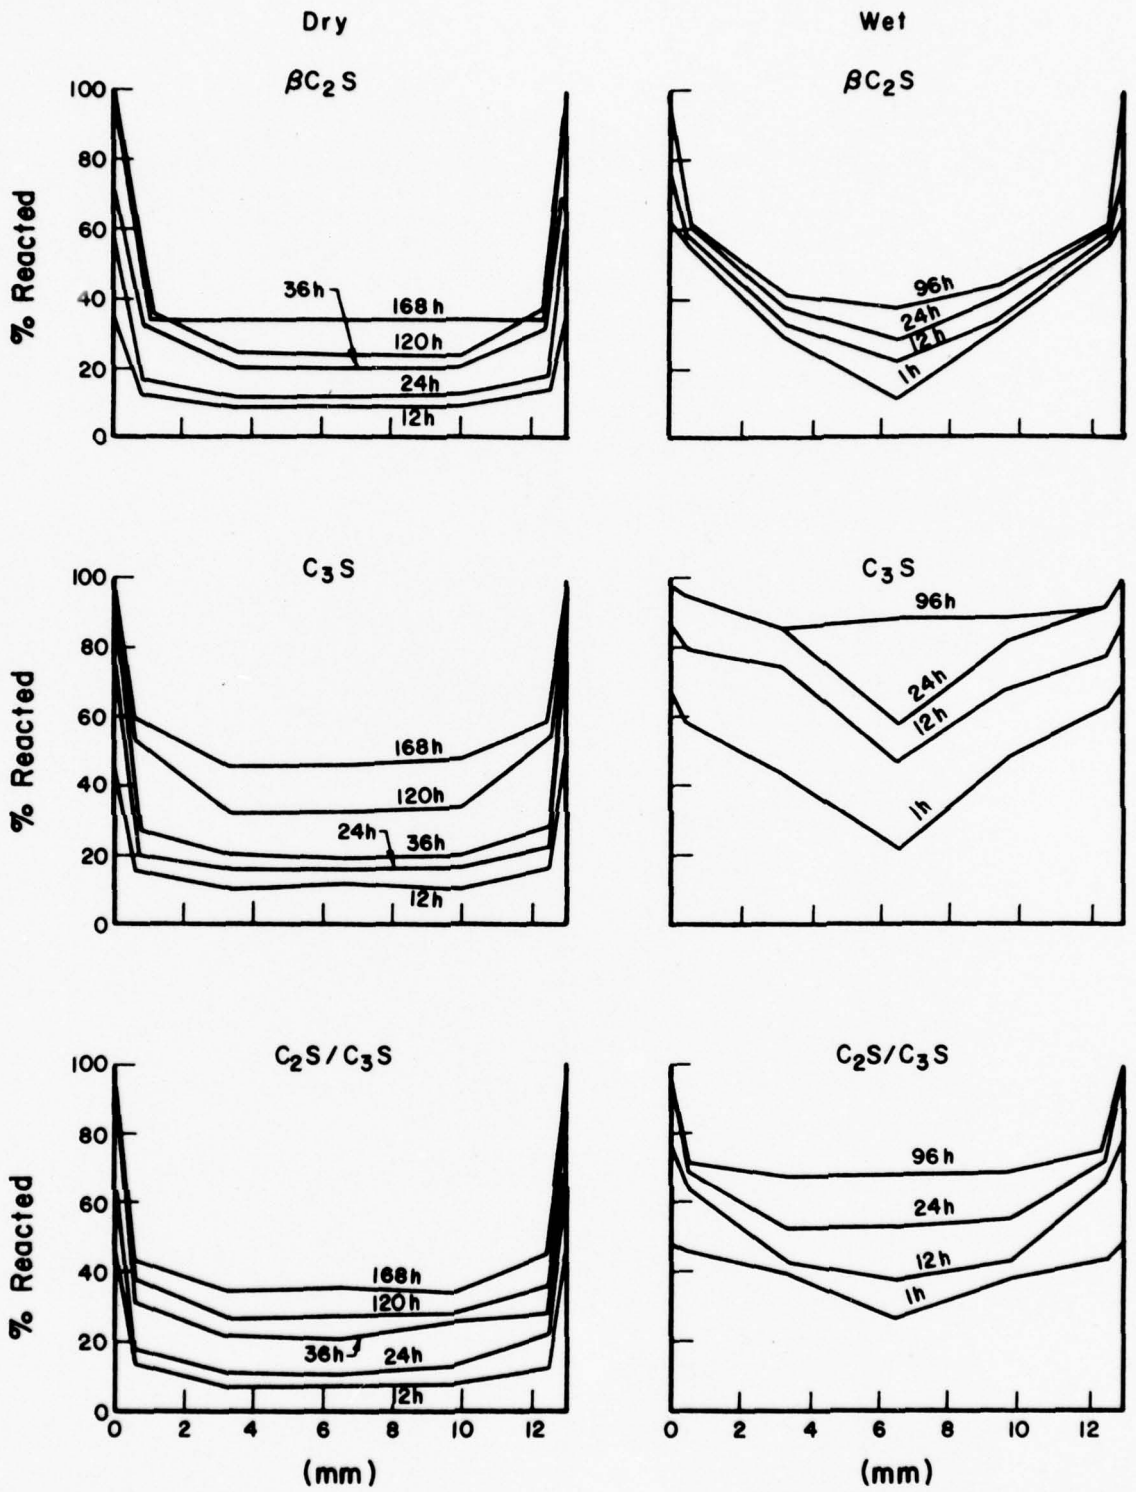 Dry Wet
βC2S βC2S
100
80
60
40
20
0
% Reacted
36h
168h
120h
24h
12h
96h
24h
12h
1h
C3S C3S
100
80
60
40
20
0
% Reacted
168h
120h
24h 36h
12h
96h
24h
12h
1h
C2S/C3S C2S/C3S
100
80
60
40
20
0
% Reacted
168h
120h
36h 24h
12h
96h
24h
12h
1h
0 2 4 6 8 10 12 0 2 4 6 8 10 12
(mm) (mm)